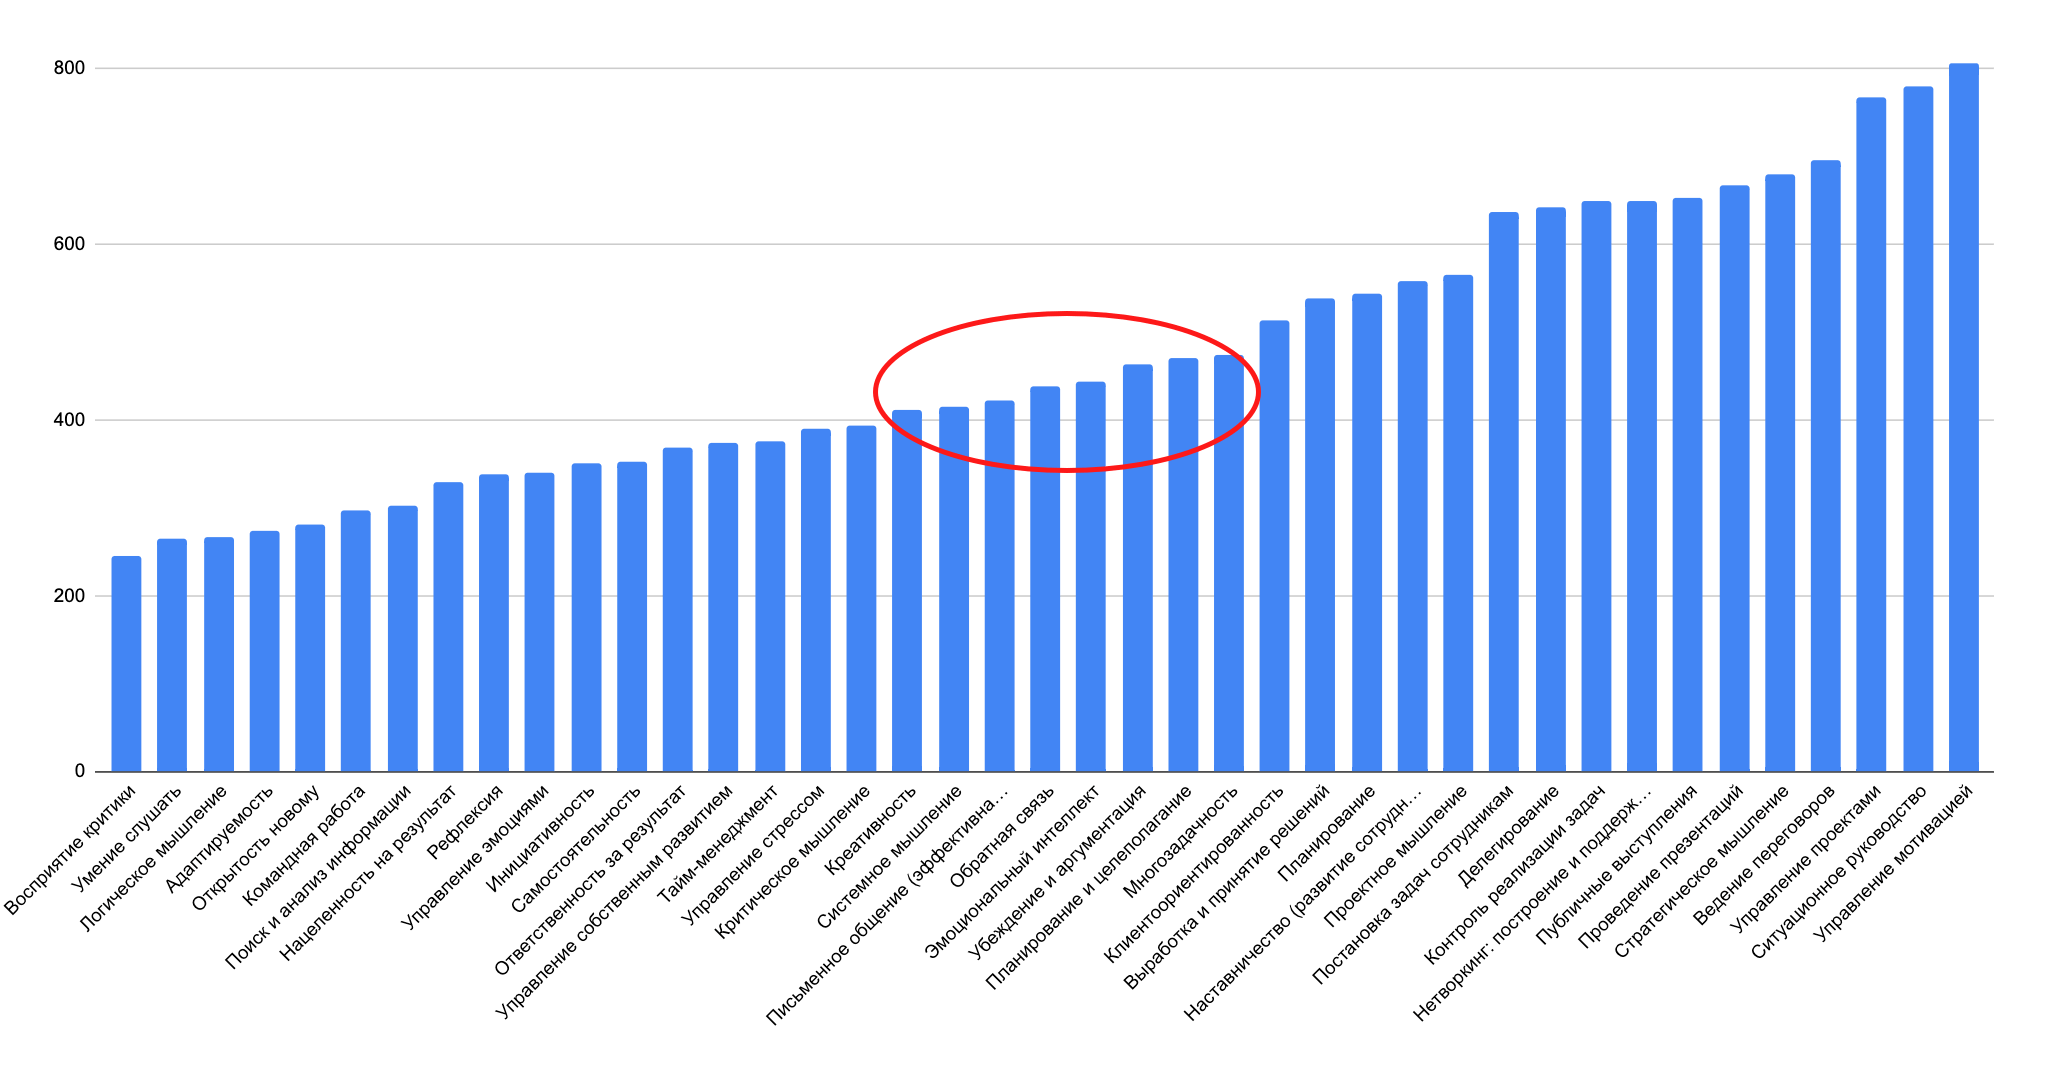 800
600
400
200
0
Восприятие критики
Умение слушать
Логическое мышление
Адаптируемость
Открытость новому
Командная работа
Поиск и анализ информации
Нацеленность на результат
Рефлексия
Управление эмоциями
Инициативность
Самостоятельность
Ответственность за результат
Управление собственным развитием
Тайм-менеджмент
Управление стрессом
Критическое мышление
Креативность
Системное мышление
Письменное общение (эффективна…
Обратная связь
Эмоциональный интеллект
Убеждение и аргументация
Планирование и целеполагание
Многозадачность
Клиентоориентированность
Выработка и принятие решений
Планирование
Наставничество (развитие сотрудн…
Проектное мышление
Постановка задач сотрудникам
Делегирование
Контроль реализации задач
Нетворкинг: построение и поддерж…
Публичные выступления
Проведение презентаций
Стратегическое мышление
Ведение переговоров
Управление проектами
Ситуационное руководство
Управление мотивацией